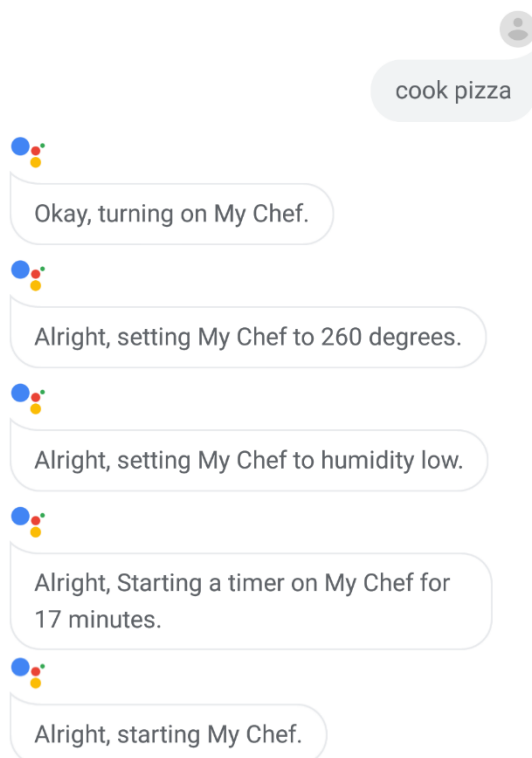 cook pizza
Okay, turning on My Chef.
Alright, setting My Chef to 260 degrees.
Alright, setting My Chef to humidity low.
Alright, Starting a timer on My Chef for
17 minutes.
Alright, starting My Chef.